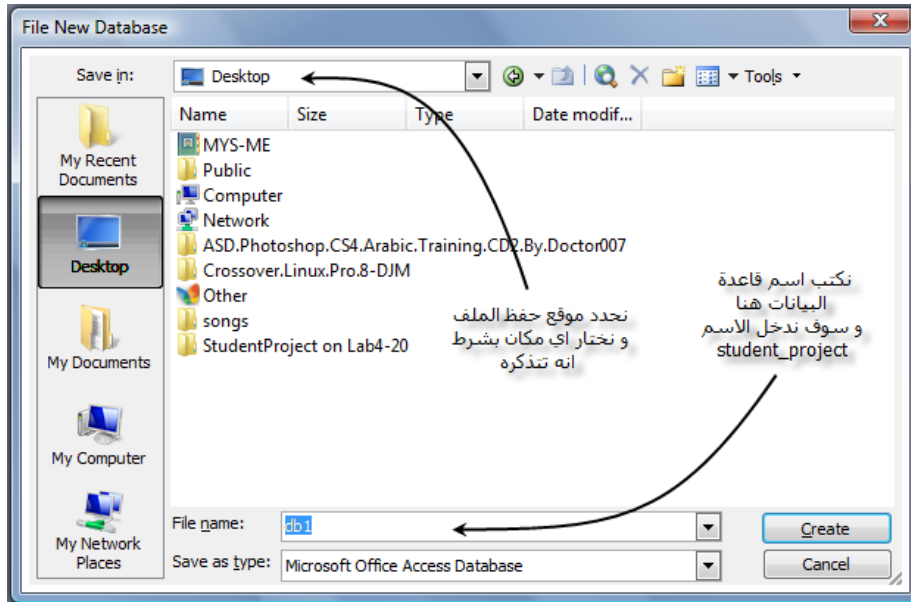 File New Database
Save in:
Desktop
Tools
Name Size Type Date modif...
My Recent
Documents
Desktop
My Documents
My Computer
My Network
Places
MYS-ME
Public
Computer
Network
ASD.Photoshop.CS4.Arabic.Training.CD2.By.Doctor007
Crossover.Linux.Pro.8-DJM
Other
songs
StudentProject on Lab4-20
نحدد موقع حفظ الملف
و نختار اي مكان بشرط
انه تتذكره
نكتب اسم قاعدة
البيانات هنا
و سوف ندخل الاسم
student_project
File name:
db1
Create
Save as type:
Microsoft Office Access Database
Cancel